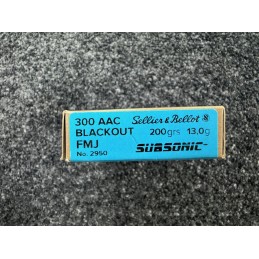 300 AAC Sellier & Bellot
BLACKOUT 200grs 13,0g
FMJ
No. 2950 SUBSONIC